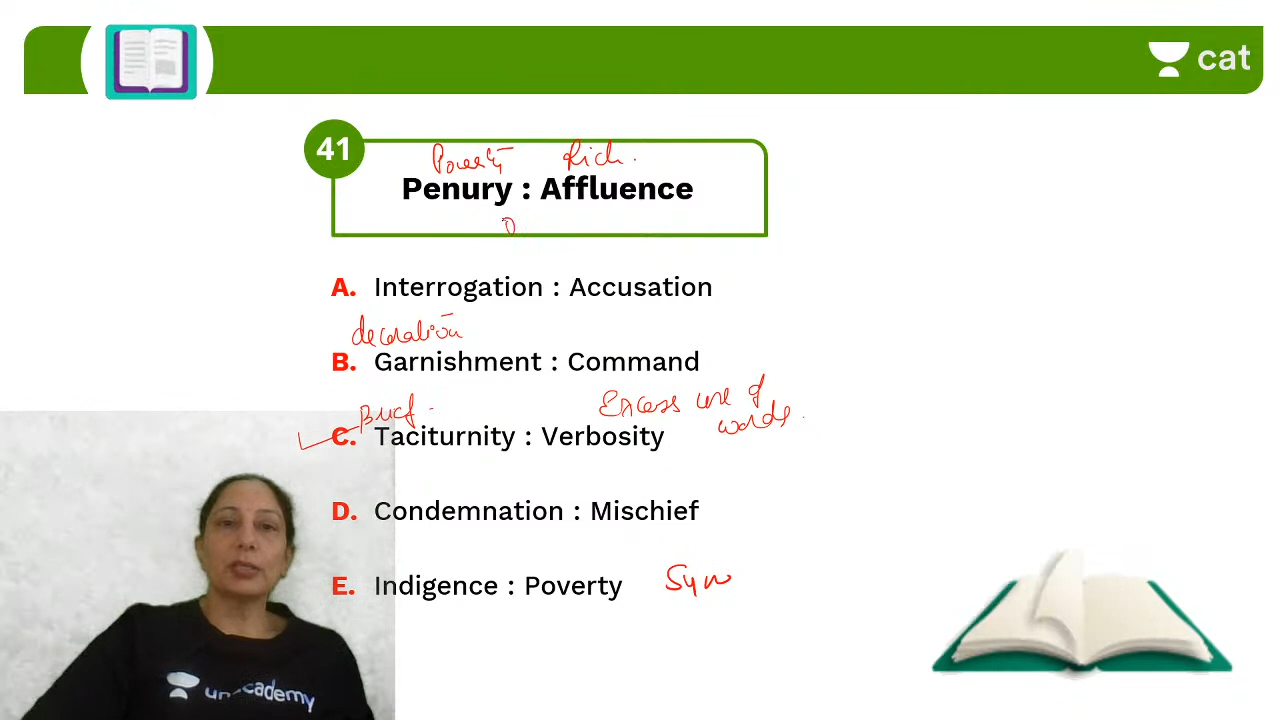 cat
41
Poverty Rich.
Penury : Affluence
A. Interrogation : Accusation
decoration
B. Garnishment : Command
Brief. Excess use of
words.
C. Taciturnity : Verbosity
D. Condemnation : Mischief
E. Indigence : Poverty Syn
unacademy